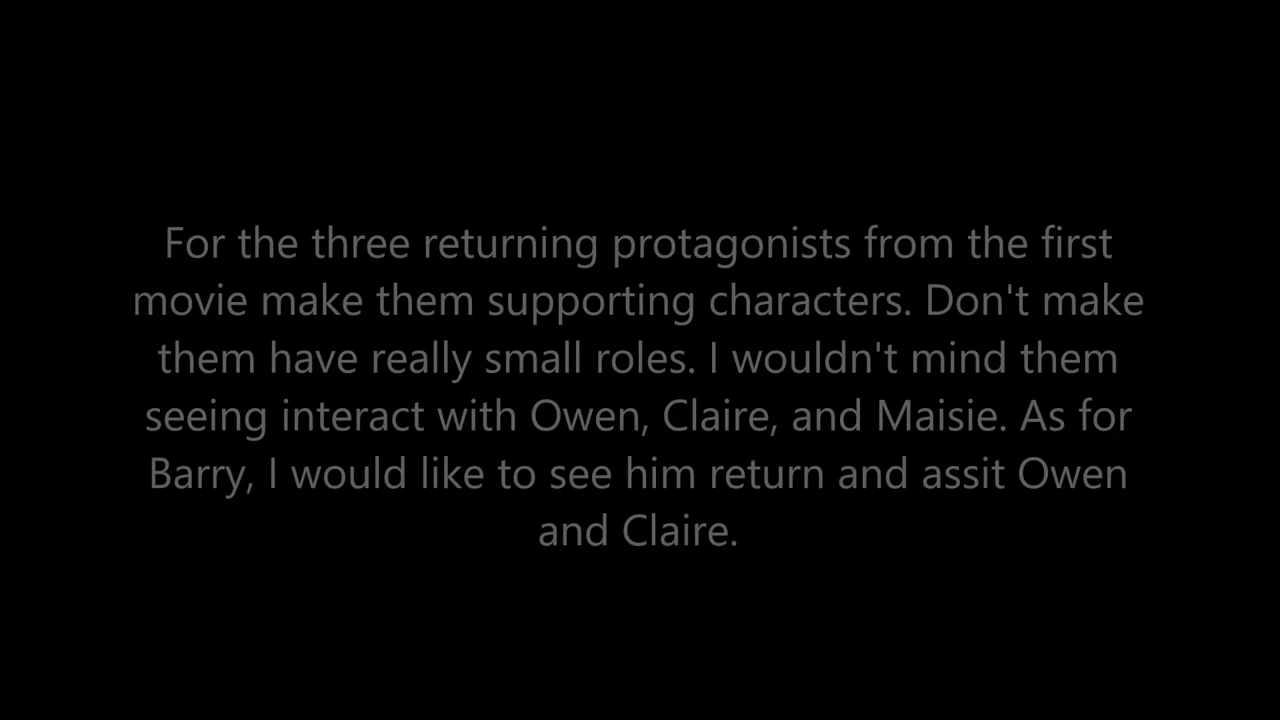 For the three returning protagonists from the first
movie make them supporting characters. Don't make
them have really small roles. I wouldn't mind them
seeing interact with Owen, Claire, and Maisie. As for
Barry, I would like to see him return and assit Owen
and Claire.